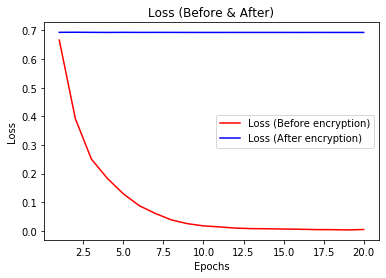 Loss (Before & After)
0.7
0.6
0.5
0.4
0.3
0.2
0.1
0.0
Loss
Loss (Before encryption)
Loss (After encryption)
2.5 5.0 7.5 10.0 12.5 15.0 17.5 20.0
Epochs